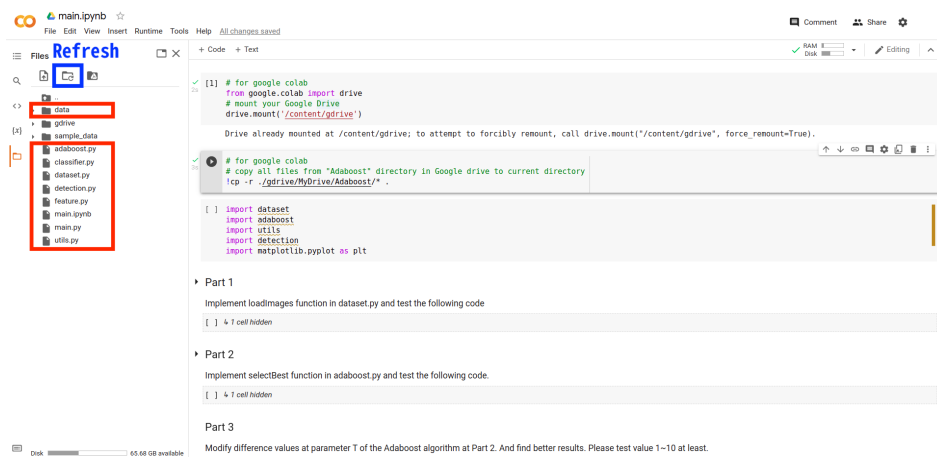 main.ipynb
File Edit View Insert Runtime Tools Help All changes saved
Comment Share
Files Refresh
+ Code + Text
RAM
Disk
Editing
..
data
gdrive
sample_data
adaboost.py
classifier.py
dataset.py
detection.py
feature.py
main.ipynb
main.py
utils.py
{x}
Disk 65.68 GB available
2s
[1] # for google colab
from google.colab import drive
# mount your Google Drive
drive.mount('/content/gdrive')
Drive already mounted at /content/gdrive; to attempt to forcibly remount, call drive.mount("/content/gdrive", force_remount=True).
3s
# for google colab
# copy all files from "Adaboost" directory in Google drive to current directory
!cp -r ./gdrive/MyDrive/Adaboost/* .
[ ] import dataset
import adaboost
import utils
import detection
import matplotlib.pyplot as plt
Part 1
Implement loadImages function in dataset.py and test the following code
[ ] ↳ 1 cell hidden
Part 2
Implement selectBest function in adaboost.py and test the following code.
[ ] ↳ 1 cell hidden
Part 3
Modify difference values at parameter T of the Adaboost algorithm at Part 2. And find better results. Please test value 1~10 at least.